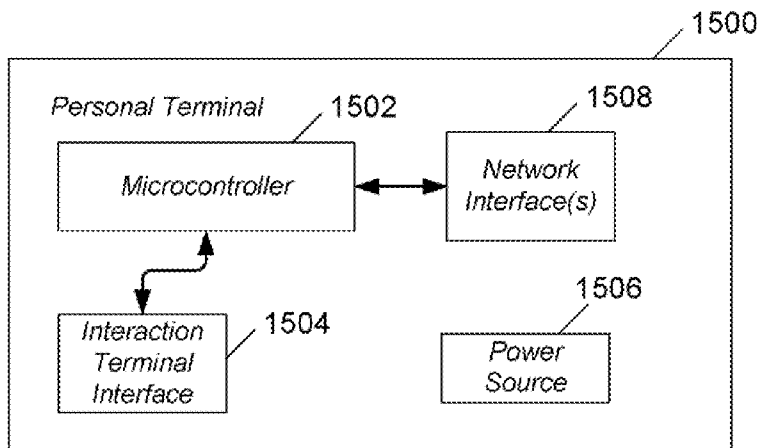 1500
Personal Terminal
1502
1508
Microcontroller
Network
Interface(s)
1504
1506
Interaction
Terminal
Interface
Power
Source